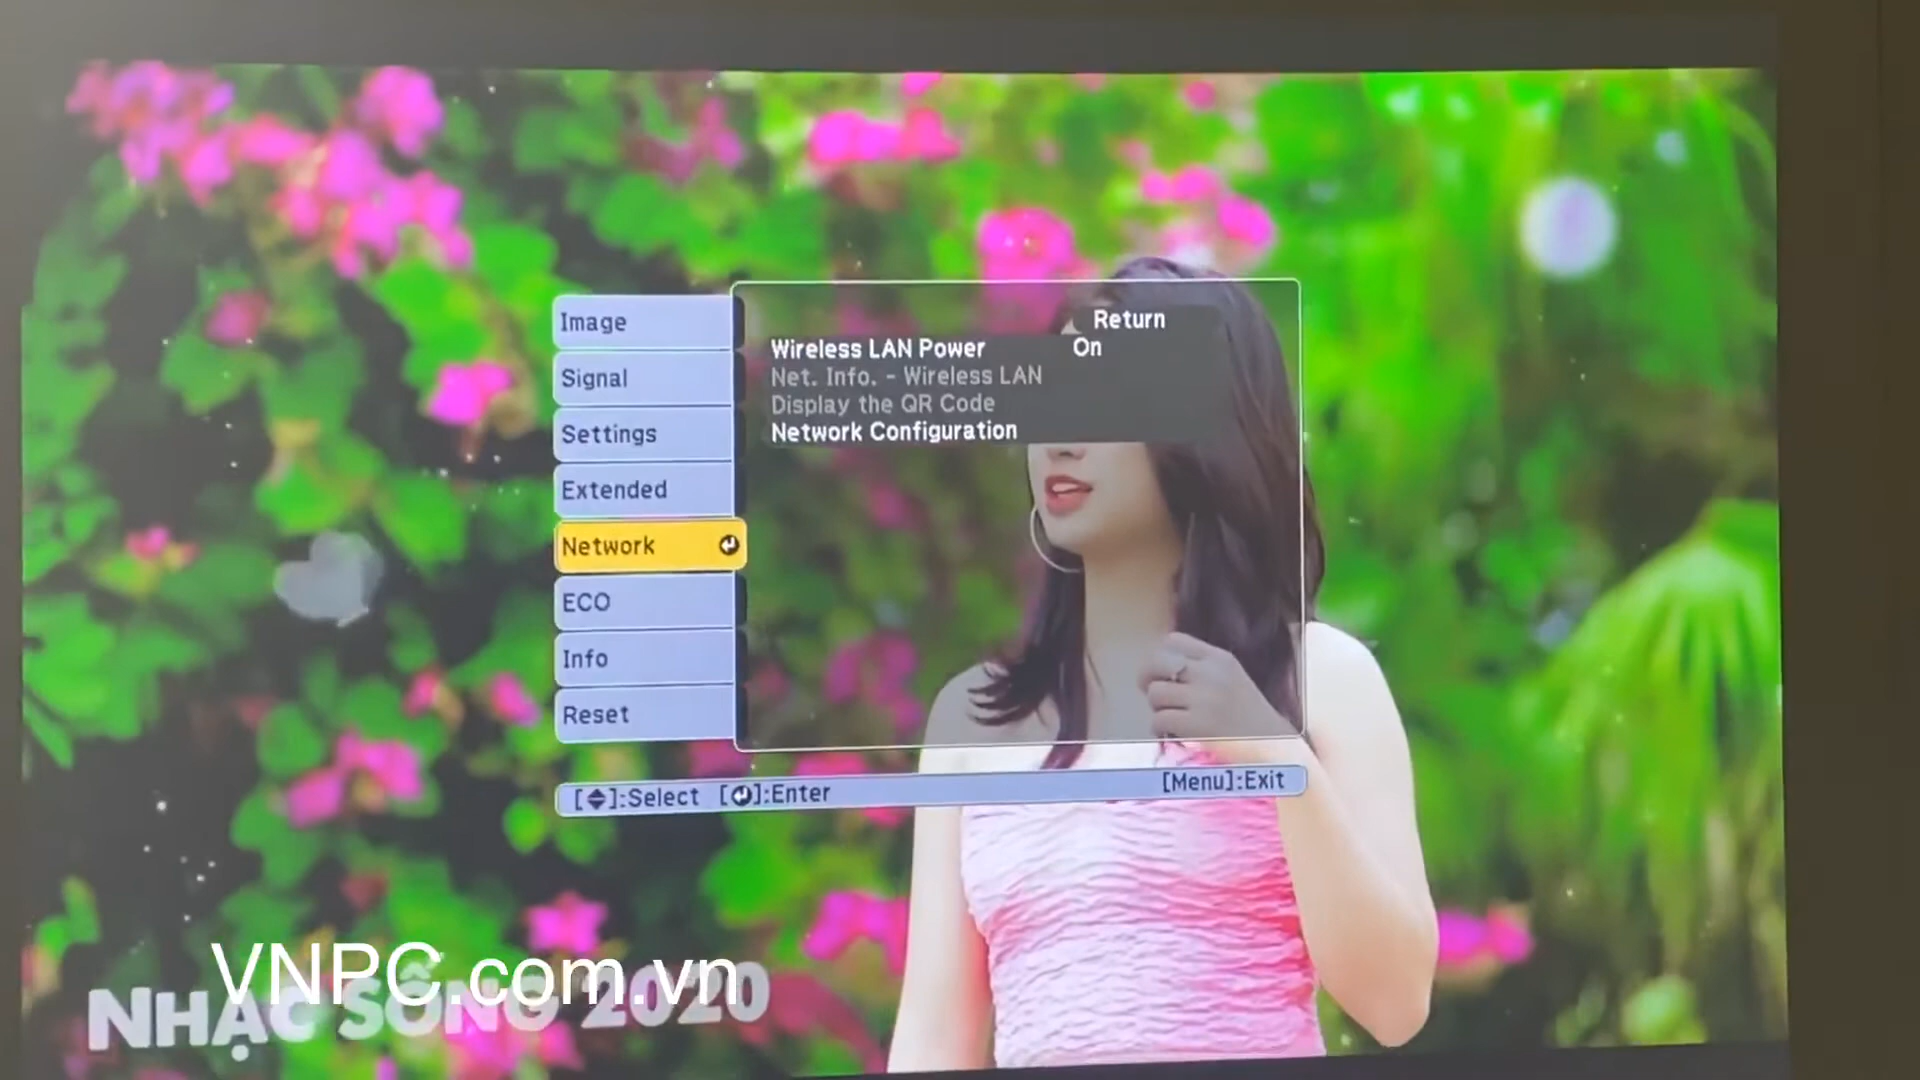 Image
Signal
Settings
Extended
Network
ECO
Info
Reset
Return
Wireless LAN Power On
Net. Info. - Wireless LAN
Display the QR Code
Network Configuration
[◆]:Select [↵]:Enter [Menu]:Exit
VNPC.com.vn
NHẠC SỐNG 2020